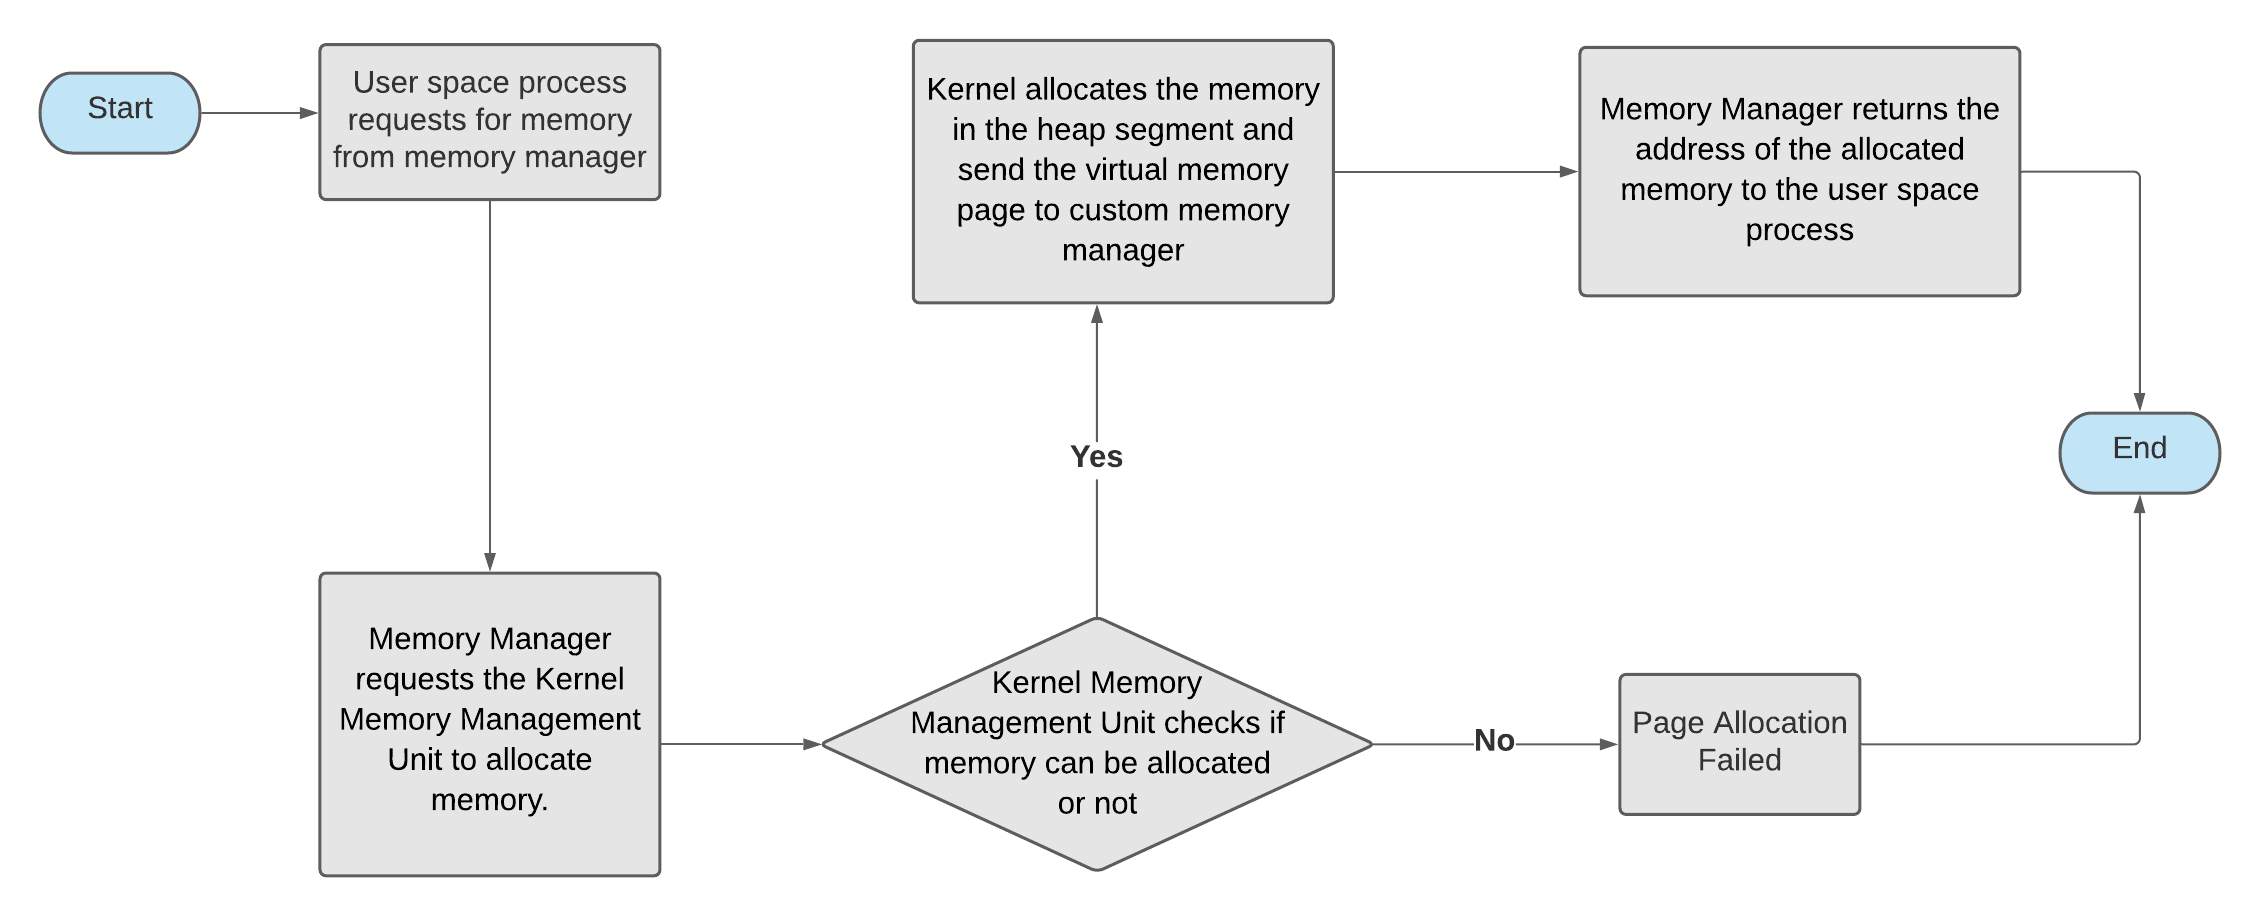 Start
User space process
requests for memory
from memory manager
Memory Manager
requests the Kernel
Memory Management
Unit to allocate
memory.
Kernel Memory
Management Unit checks if
memory can be allocated
or not
Yes
Kernel allocates the memory
in the heap segment and
send the virtual memory
page to custom memory
manager
Memory Manager returns the
address of the allocated
memory to the user space
process
No
Page Allocation
Failed
End